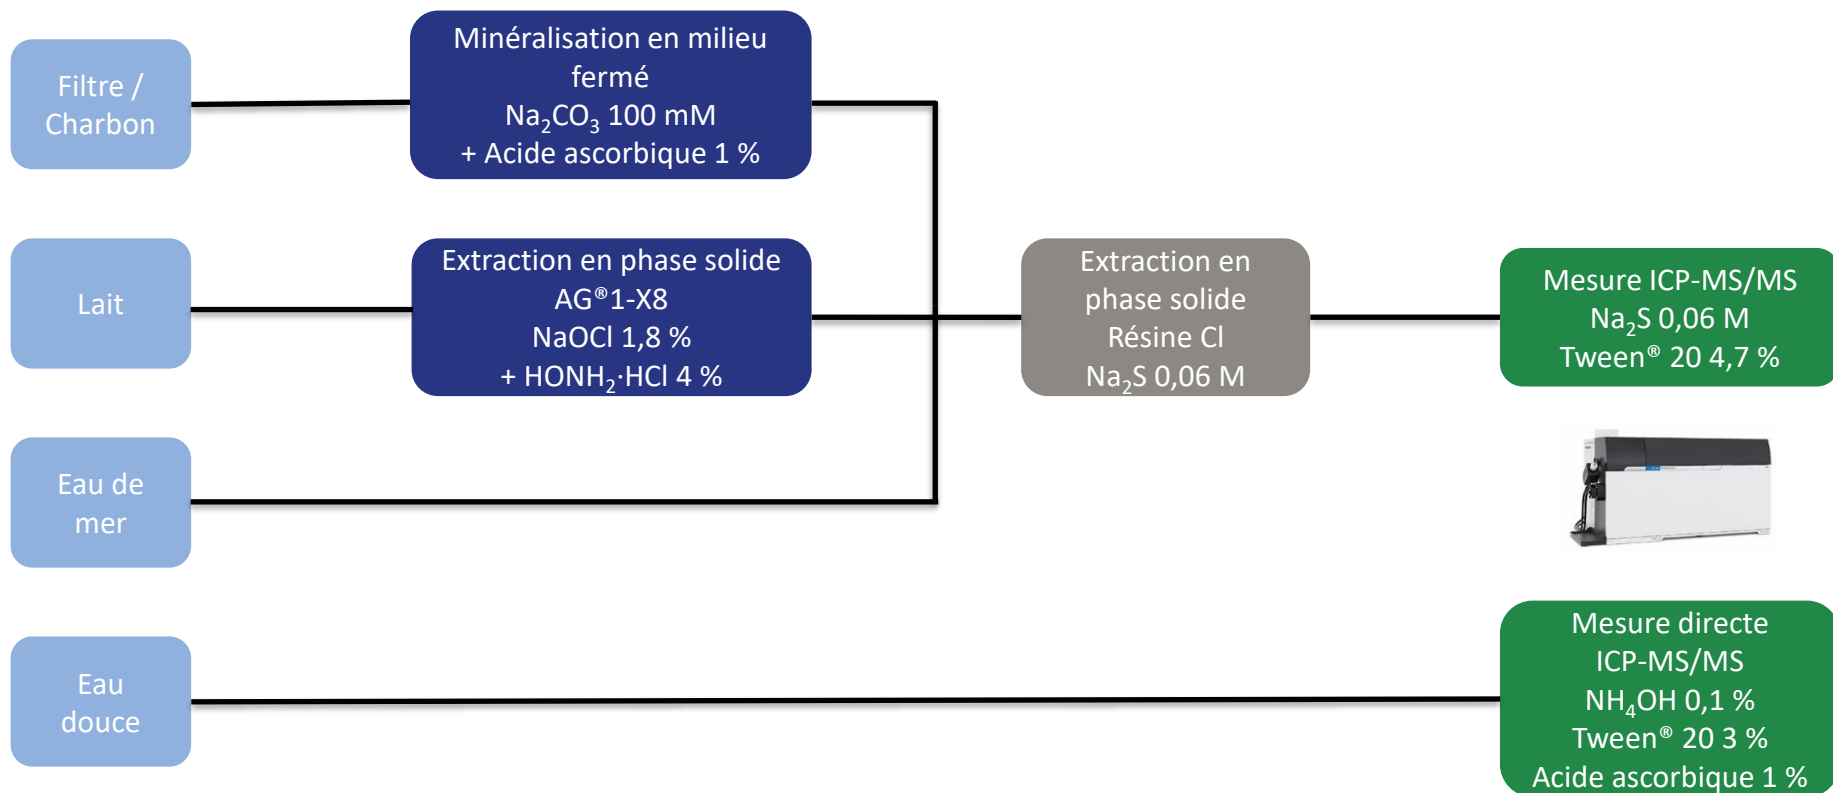 Filtre /
Charbon
Minéralisation en milieu
fermé
Na₂CO₃ 100 mM
+ Acide ascorbique 1 %
Lait
Extraction en phase solide
AG®1-X8
NaOCl 1,8 %
+ HONH₂·HCl 4 %
Extraction en
phase solide
Résine Cl
Na₂S 0,06 M
Mesure ICP-MS/MS
Na₂S 0,06 M
Tween® 20 4,7 %
Eau de
mer
Eau
douce
Mesure directe
ICP-MS/MS
NH₄OH 0,1 %
Tween® 20 3 %
Acide ascorbique 1 %